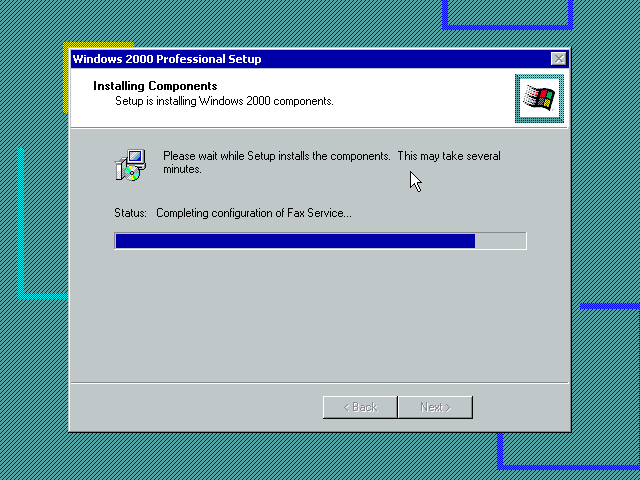 Windows 2000 Professional Setup
Installing Components
Setup is installing Windows 2000 components.
Please wait while Setup installs the components.  This may take several
minutes.
Status:   Completing configuration of Fax Service...
< Back
Next >